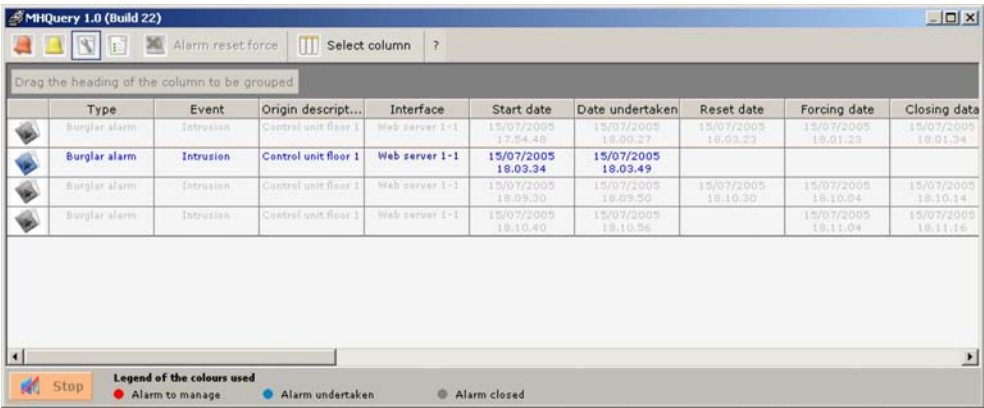 MHQuery 1.0 (Build 22)
Alarm reset force Select column ?
Drag the heading of the column to be grouped
Type Event Origin descript... Interface Start date Date undertaken Reset date Forcing date Closing data
Burglar alarm Intrusion Control unit floor 1 Web server 1-1 15/07/2005 15/07/2005 15/07/2005 15/07/2005 15/07/2005
17.54.48 18.00.27 18.03.23 18.01.23 18.01.34
Burglar alarm Intrusion Control unit floor 1 Web server 1-1 15/07/2005 15/07/2005
18.03.34 18.03.49
Burglar alarm Intrusion Control unit floor 1 Web server 1-1 15/07/2005 15/07/2005 15/07/2005 15/07/2005 15/07/2005
18.09.30 18.09.50 18.10.30 18.10.04 18.10.14
Burglar alarm Intrusion Control unit floor 1 Web server 1-1 15/07/2005 15/07/2005 15/07/2005 15/07/2005
18.10.40 18.10.56 18.11.04 18.11.16
Stop
Legend of the colours used
Alarm to manage Alarm undertaken Alarm closed